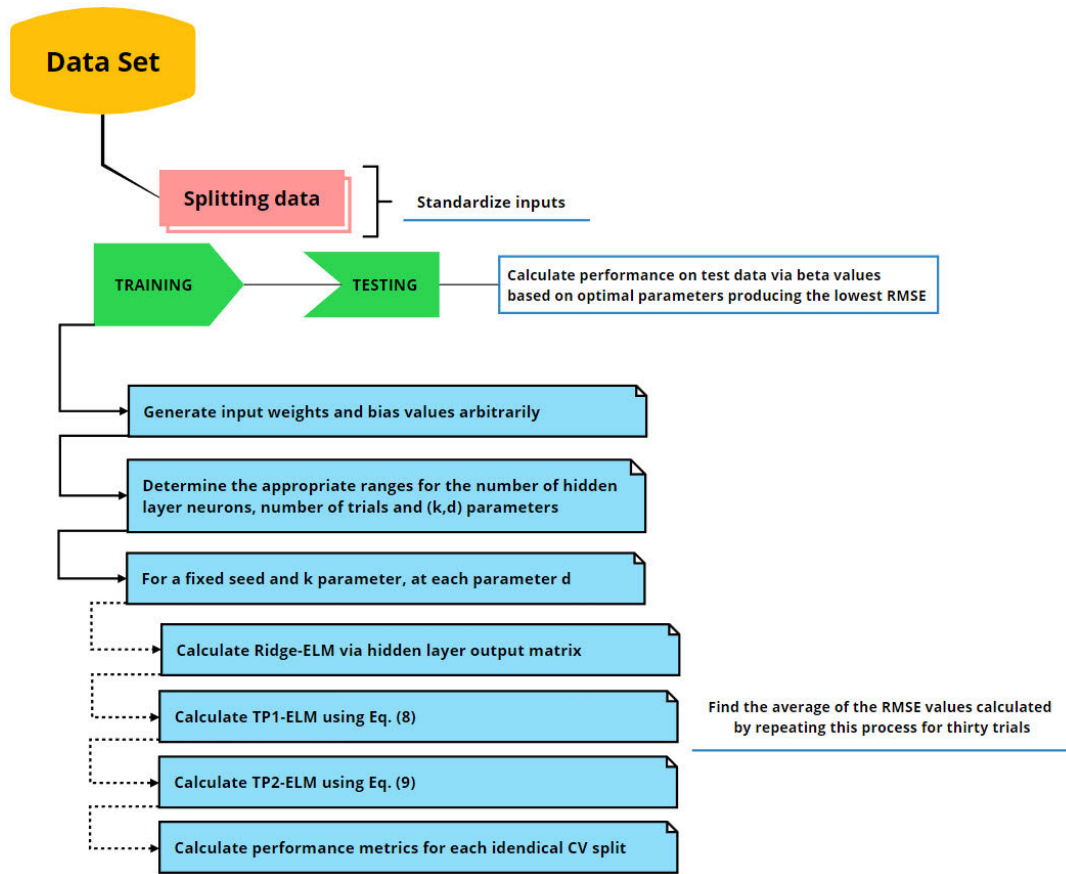 Data Set
Splitting data
Standardize inputs
TRAINING
TESTING
Calculate performance on test data via beta values
based on optimal parameters producing the lowest RMSE
Generate input weights and bias values arbitrarily
Determine the appropriate ranges for the number of hidden
layer neurons, number of trials and (k,d) parameters
For a fixed seed and k parameter, at each parameter d
Calculate Ridge-ELM via hidden layer output matrix
Calculate TP1-ELM using Eq. (8)
Find the average of the RMSE values calculated
by repeating this process for thirty trials
Calculate TP2-ELM using Eq. (9)
Calculate performance metrics for each idendical CV split